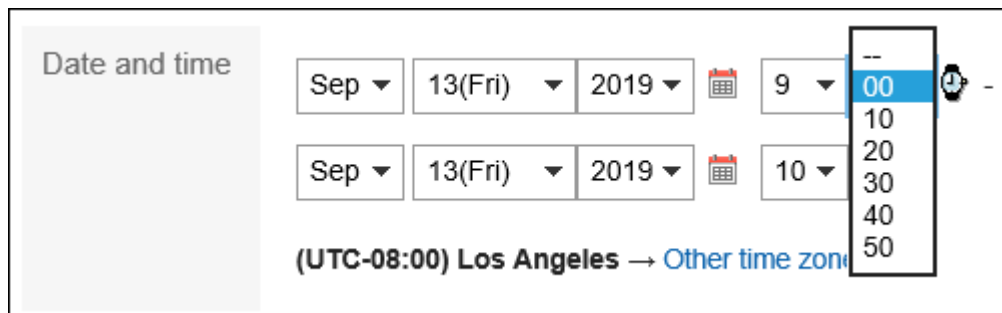 Date and time
Sep 13(Fri) 2019 9 -- -
00
10
20
Sep 13(Fri) 2019 10
30
40
50
(UTC-08:00) Los Angeles → Other time zon